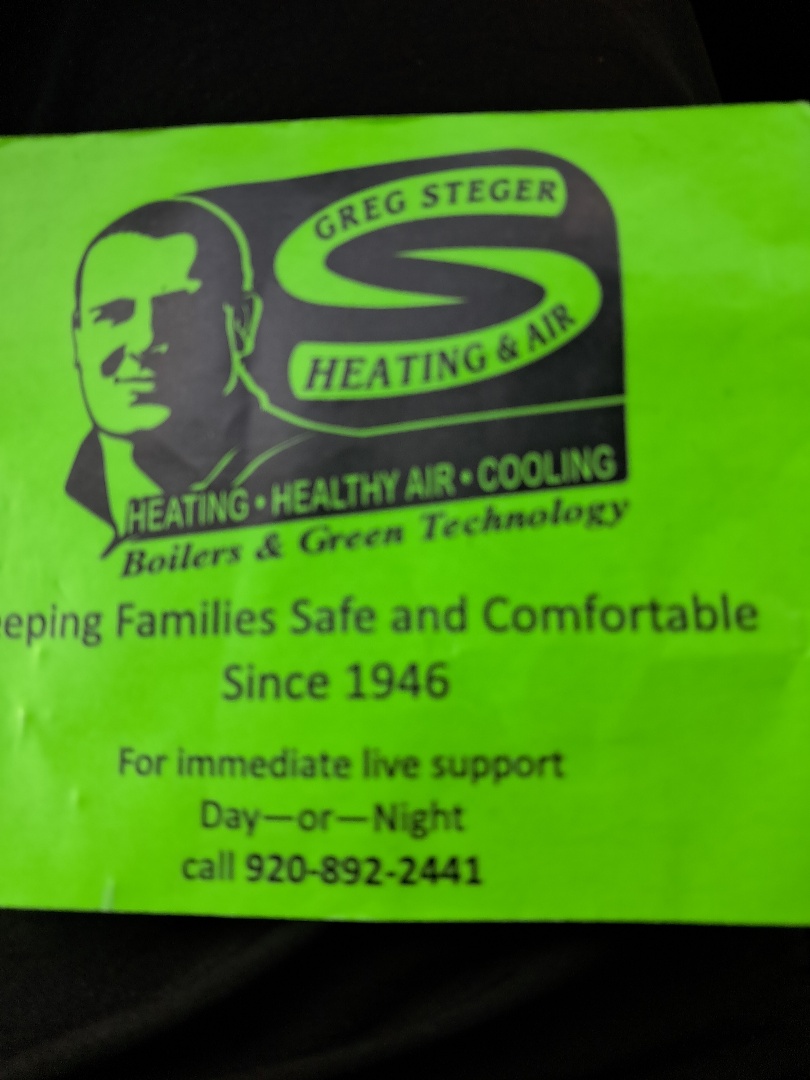 GREG STEGER
HEATING & AIR
HEATING • HEALTHY AIR • COOLING
Boilers & Green Technology
eeping Families Safe and Comfortable
Since 1946
For immediate live support
Day—or—Night
call 920-892-2441